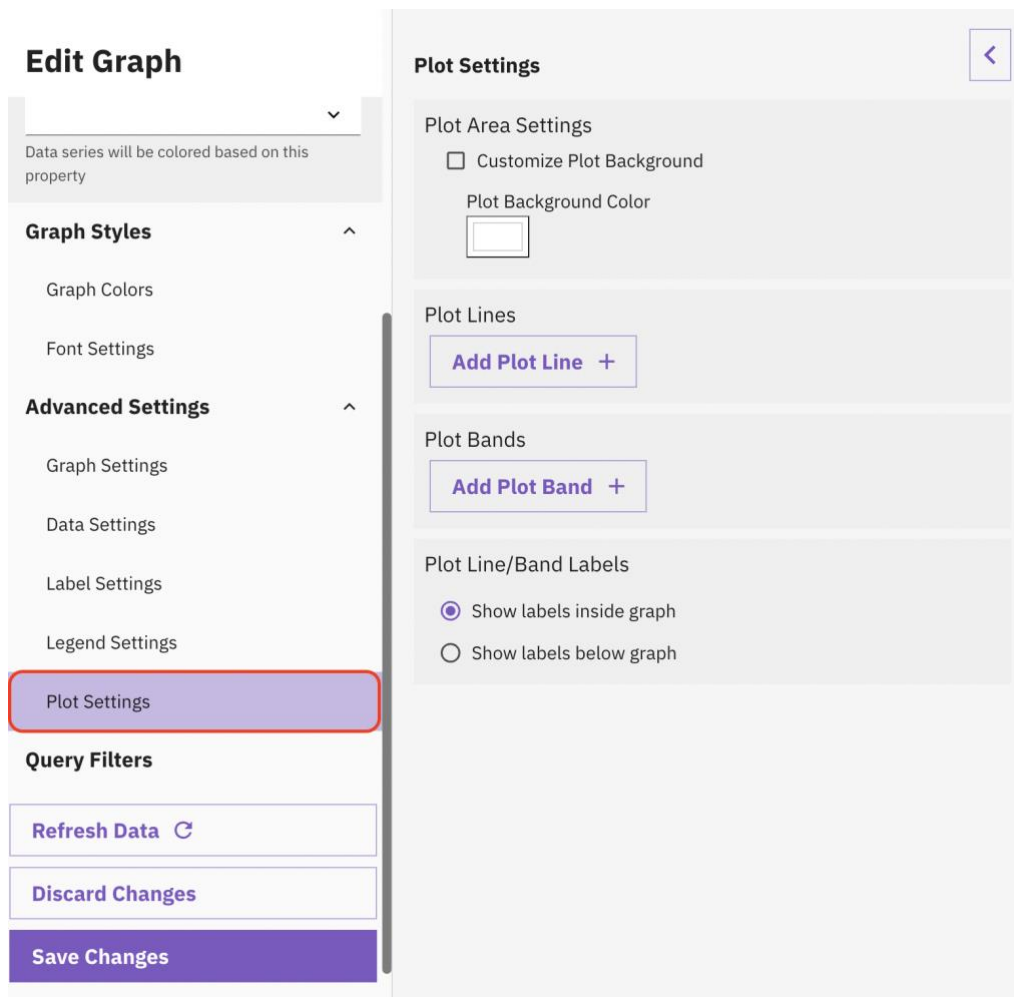 Edit Graph
Data series will be colored based on this
property
Graph Styles
Graph Colors
Font Settings
Advanced Settings
Graph Settings
Data Settings
Label Settings
Legend Settings
Plot Settings
Query Filters
Refresh Data
Discard Changes
Save Changes
Plot Settings
Plot Area Settings
Customize Plot Background
Plot Background Color
Plot Lines
Add Plot Line +
Plot Bands
Add Plot Band +
Plot Line/Band Labels
Show labels inside graph
Show labels below graph